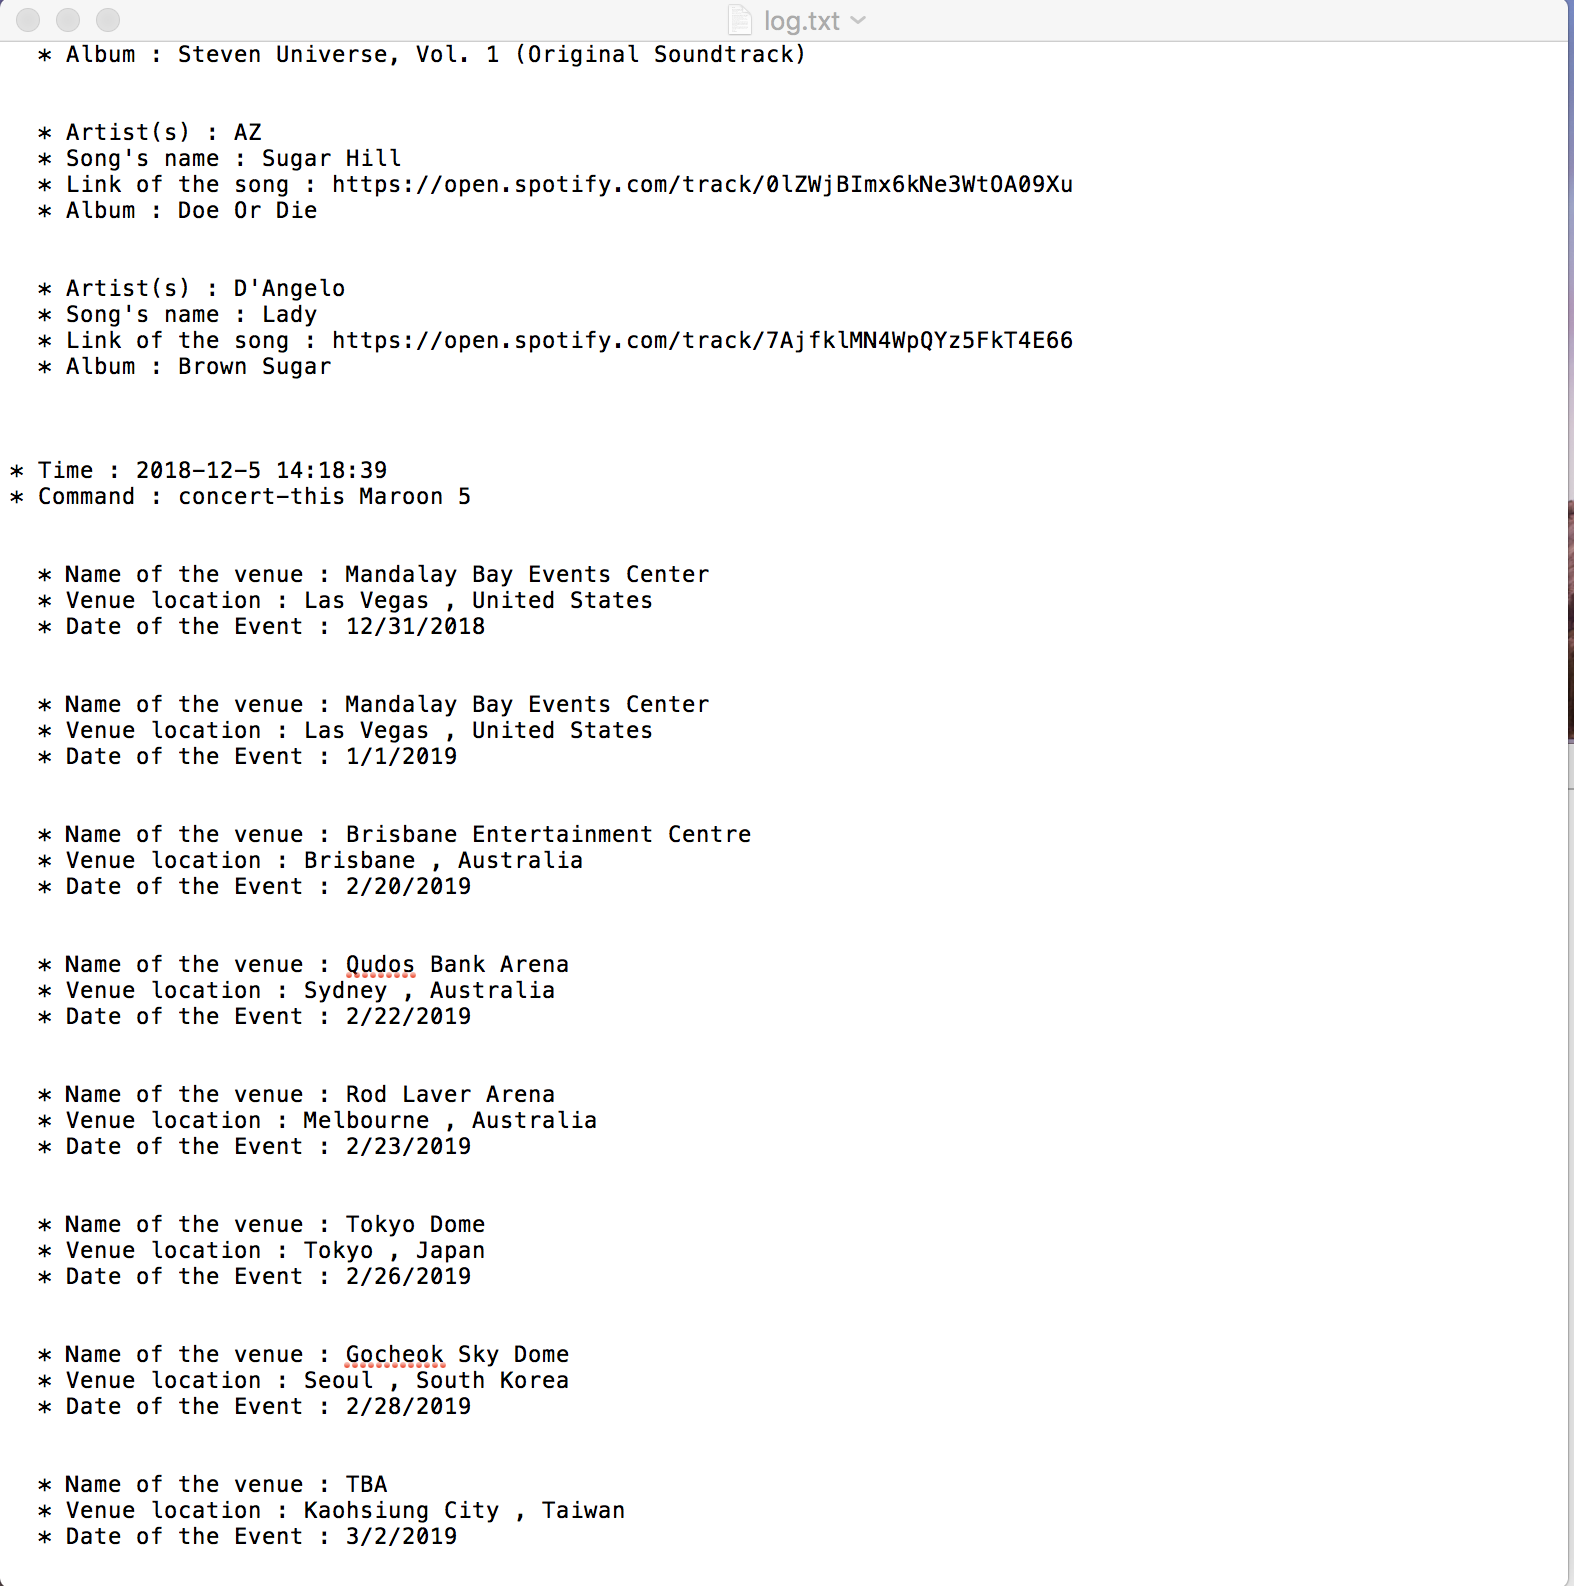 log.txt
* Album : Steven Universe, Vol. 1 (Original Soundtrack)
* Artist(s) : AZ
* Song's name : Sugar Hill
* Link of the song : https://open.spotify.com/track/0lZWjBImx6kNe3WtOA09Xu
* Album : Doe Or Die
* Artist(s) : D'Angelo
* Song's name : Lady
* Link of the song : https://open.spotify.com/track/7AjfklMN4WpQYz5FkT4E66
* Album : Brown Sugar
* Time : 2018-12-5 14:18:39
* Command : concert-this Maroon 5
* Name of the venue : Mandalay Bay Events Center
* Venue location : Las Vegas , United States
* Date of the Event : 12/31/2018
* Name of the venue : Mandalay Bay Events Center
* Venue location : Las Vegas , United States
* Date of the Event : 1/1/2019
* Name of the venue : Brisbane Entertainment Centre
* Venue location : Brisbane , Australia
* Date of the Event : 2/20/2019
* Name of the venue : Qudos Bank Arena
* Venue location : Sydney , Australia
* Date of the Event : 2/22/2019
* Name of the venue : Rod Laver Arena
* Venue location : Melbourne , Australia
* Date of the Event : 2/23/2019
* Name of the venue : Tokyo Dome
* Venue location : Tokyo , Japan
* Date of the Event : 2/26/2019
* Name of the venue : Gocheok Sky Dome
* Venue location : Seoul , South Korea
* Date of the Event : 2/28/2019
* Name of the venue : TBA
* Venue location : Kaohsiung City , Taiwan
* Date of the Event : 3/2/2019